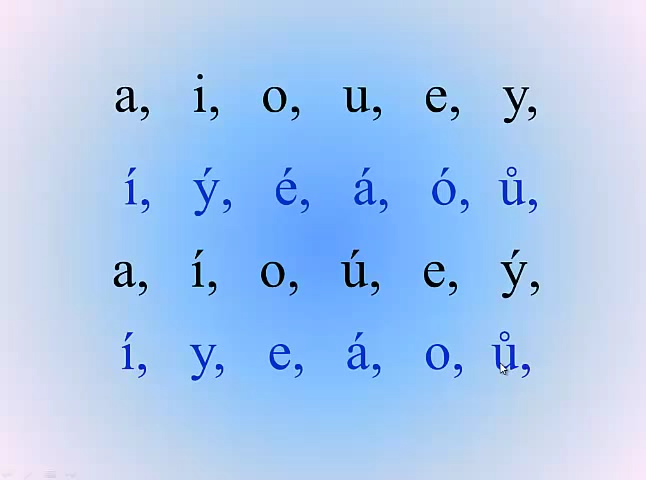 a, i, o, u, e, y,
í, ý, é, á, ó, ů,
a, í, o, ú, e, ý,
í, y, e, á, o, ů,